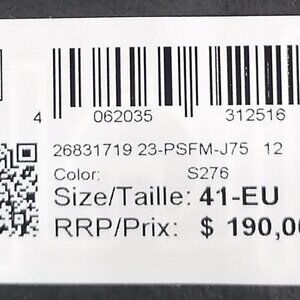 4 062035 312516
26831719 23-PSFM-J75 12
Color: S276
Size/Taille: 41-EU
RRP/Prix: $ 190,00